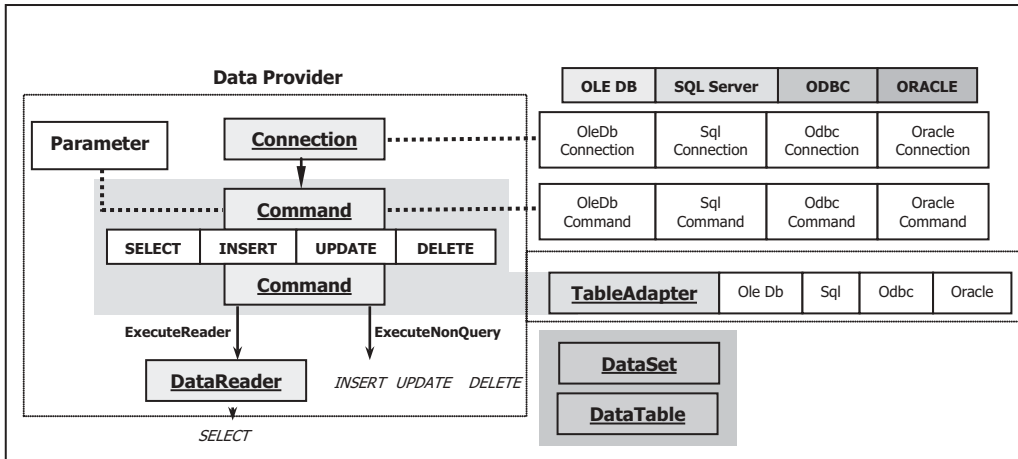 Data Provider
OLE DB SQL Server ODBC ORACLE
Parameter
Connection
OleDb Connection
Sql Connection
Odbc Connection
Oracle Connection
Command
OleDb Command
Sql Command
Odbc Command
Oracle Command
SELECT INSERT UPDATE DELETE
Command
TableAdapter Ole Db Sql Odbc Oracle
ExecuteReader ExecuteNonQuery
DataReader
INSERT UPDATE DELETE
SELECT
DataSet
DataTable